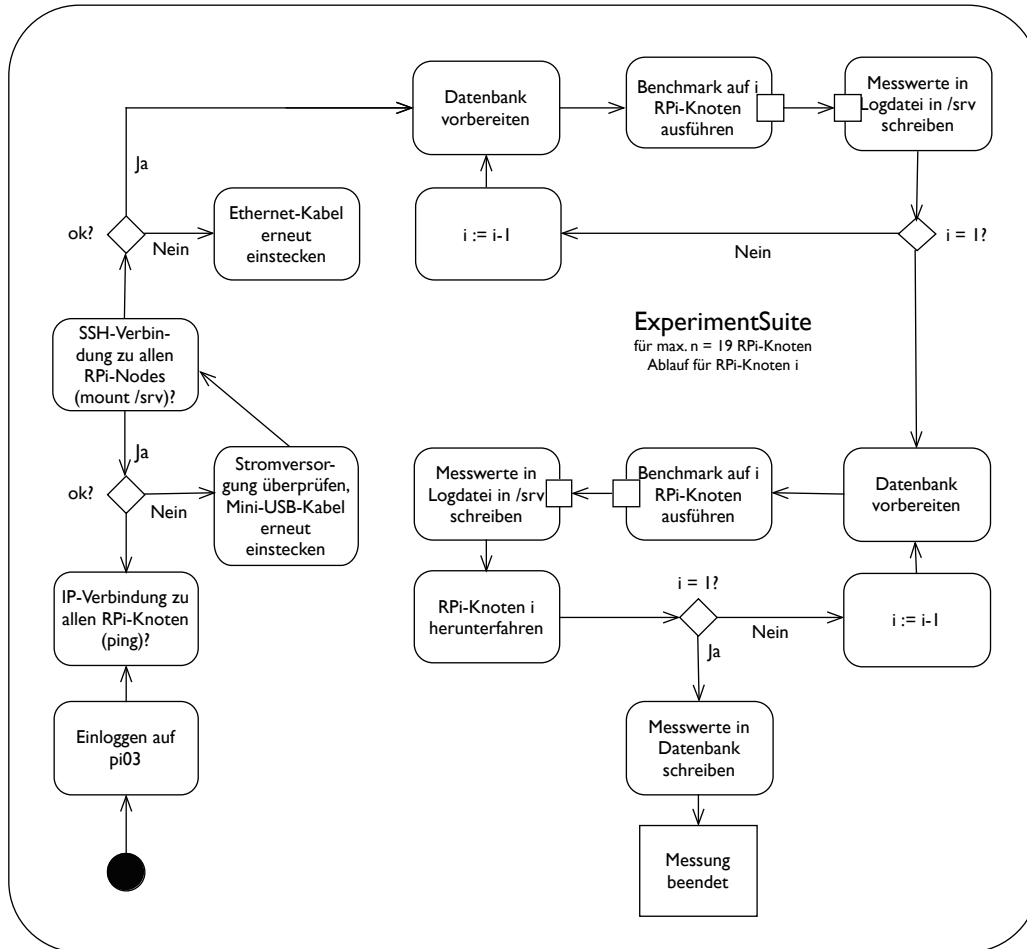 Datenbank
vorbereiten
Benchmark auf i
RPi-Knoten
ausführen
Messwerte in
Logdatei in /srv
schreiben
Ja
ok?
Nein
Ethernet-Kabel
erneut
einstecken
i := i-1
Nein
i = 1?
SSH-Verbin-
dung zu allen
RPi-Nodes
(mount /srv)?
ExperimentSuite
für max. n = 19 RPi-Knoten
Ablauf für RPi-Knoten i
Ja
ok?
Nein
Stromversor-
gung überprüfen,
Mini-USB-Kabel
erneut
einstecken
Messwerte in
Logdatei in /srv
schreiben
Benchmark auf i
RPi-Knoten
ausführen
Datenbank
vorbereiten
IP-Verbindung zu
allen RPi-Knoten
(ping)?
RPi-Knoten i
herunterfahren
i = 1?
Nein
Ja
i := i-1
Einloggen auf
pi03
Messwerte in
Datenbank
schreiben
Messung
beendet